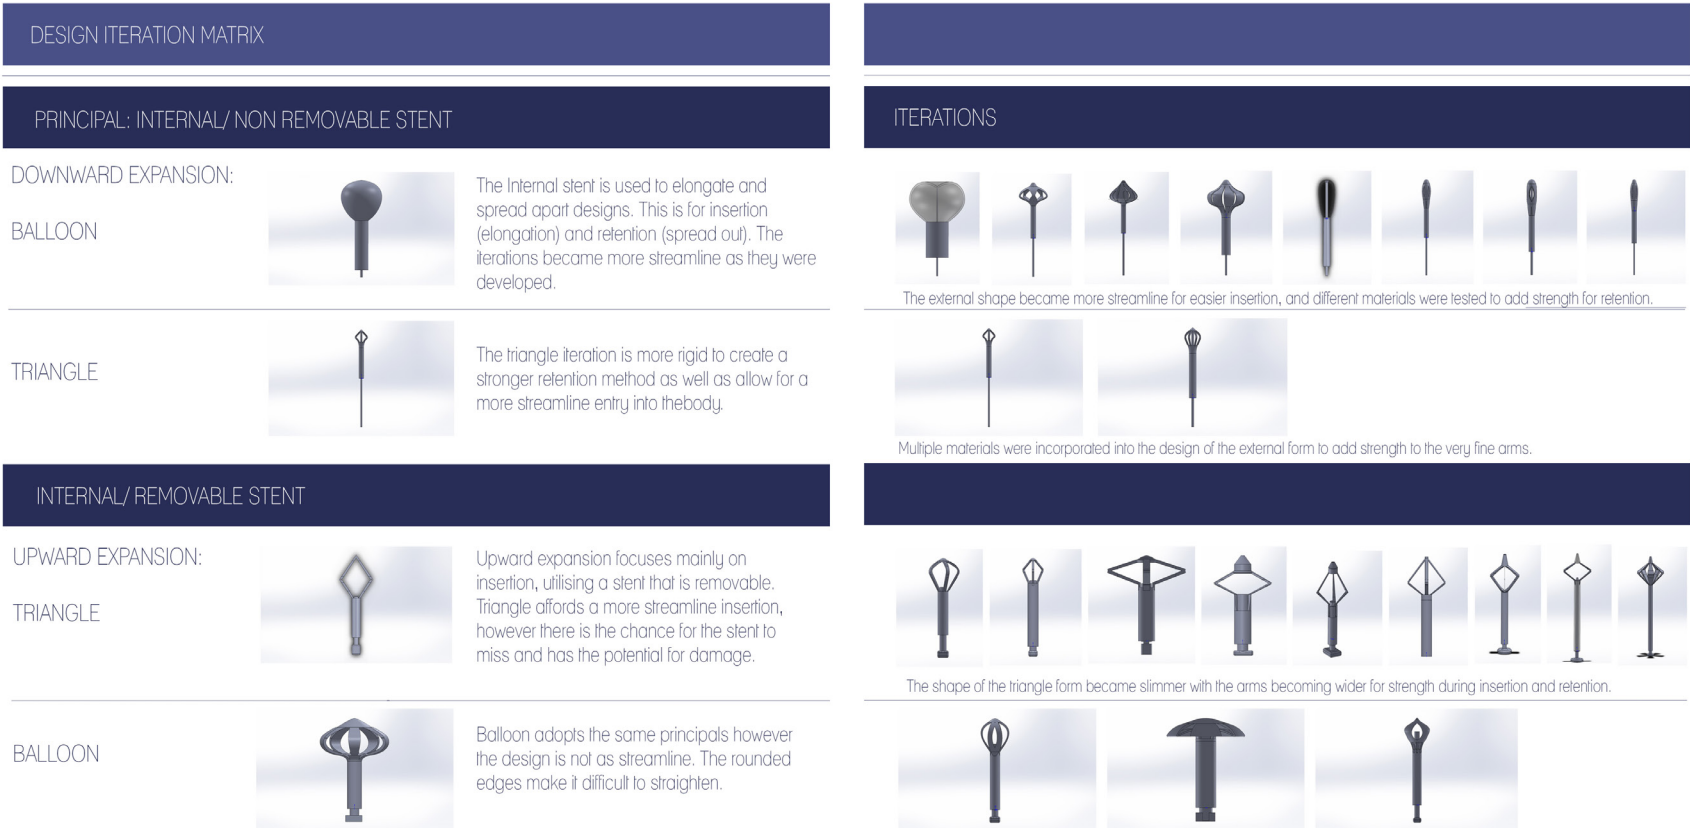 DESIGN ITERATION MATRIX
PRINCIPAL: INTERNAL/ NON REMOVABLE STENT
ITERATIONS
DOWNWARD EXPANSION:
BALLOON
The Internal stent is used to elongate and
spread apart designs. This is for insertion
(elongation) and retention (spread out). The
iterations became more streamline as they were
developed.
The external shape became more streamline for easier insertion, and different materials were tested to add strength for retention.
TRIANGLE
The triangle iteration is more rigid to create a
stronger retention method as well as allow for a
more streamline entry into thebody.
Multiple materials were incorporated into the design of the external form to add strength to the very fine arms.
INTERNAL/ REMOVABLE STENT
UPWARD EXPANSION:
TRIANGLE
Upward expansion focuses mainly on
insertion, utilising a stent that is removable.
Triangle affords a more streamline insertion,
however there is the chance for the stent to
miss and has the potential for damage.
The shape of the triangle form became slimmer with the arms becoming wider for strength during insertion and retention.
BALLOON
Balloon adopts the same principals however
the design is not as streamline. The rounded
edges make it difficult to straighten.